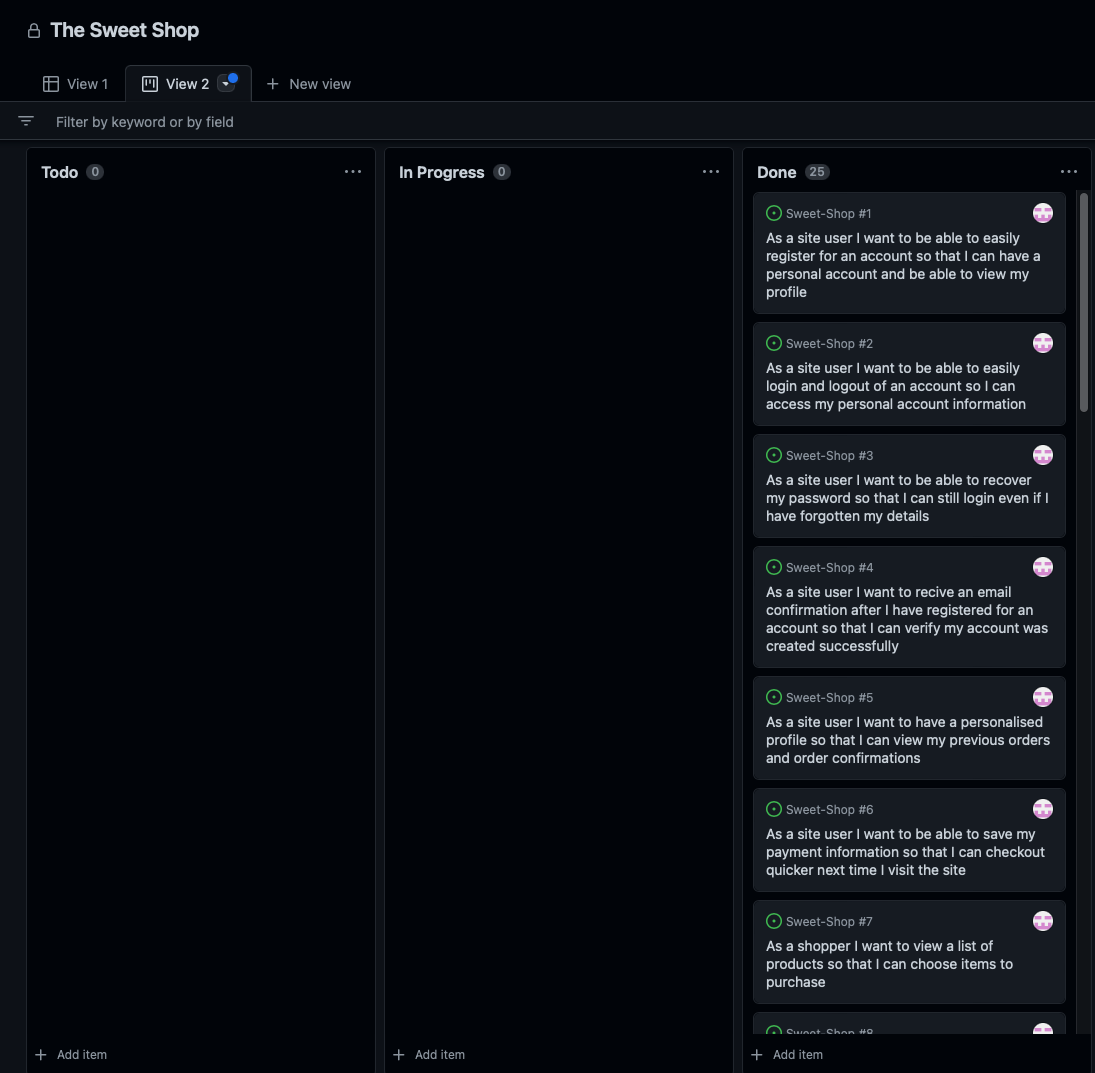 The Sweet Shop
View 1
View 2
New view
Filter by keyword or by field
Todo 0
In Progress 0
Done 25
Sweet-Shop #1
As a site user I want to be able to easily
register for an account so that I can have a
personal account and be able to view my
profile
Sweet-Shop #2
As a site user I want to be able to easily
login and logout of an account so I can
access my personal account information
Sweet-Shop #3
As a site user I want to be able to recover
my password so that I can still login even if I
have forgotten my details
Sweet-Shop #4
As a site user I want to recive an email
confirmation after I have registered for an
account so that I can verify my account was
created successfully
Sweet-Shop #5
As a site user I want to have a personalised
profile so that I can view my previous orders
and order confirmations
Sweet-Shop #6
As a site user I want to be able to save my
payment information so that I can checkout
quicker next time I visit the site
Sweet-Shop #7
As a shopper I want to view a list of
products so that I can choose items to
purchase
Sweet-Shop #8
Add item
Add item
Add item